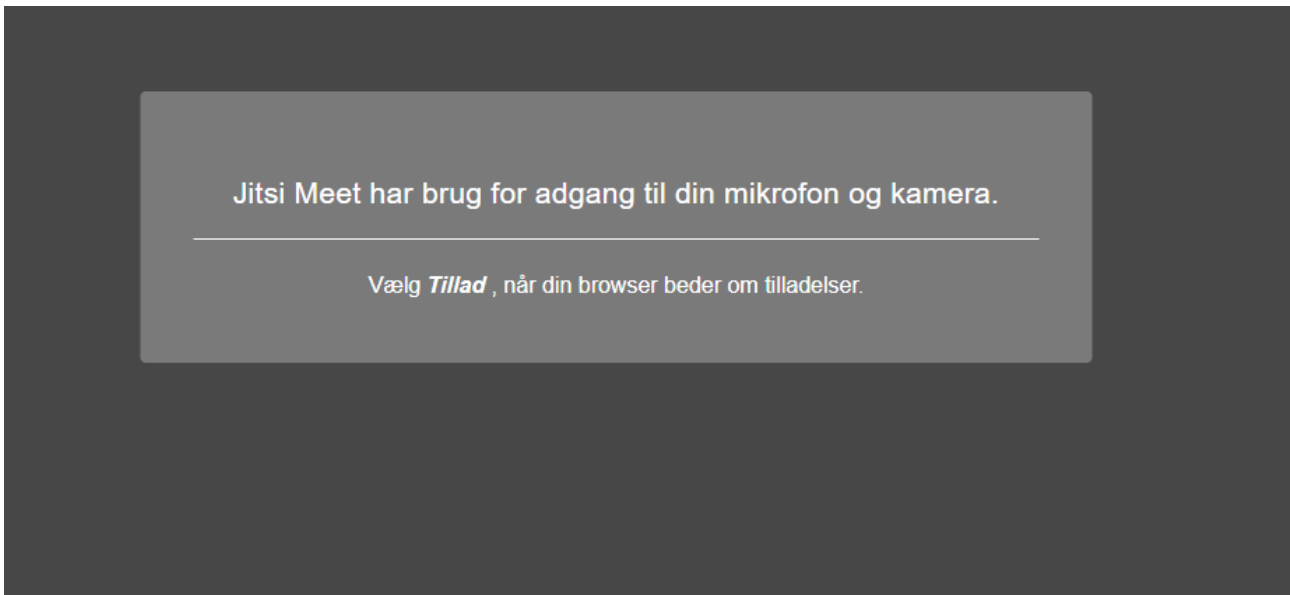 Jitsi Meet har brug for adgang til din mikrofon og kamera.
Vælg Tillad , når din browser beder om tilladelser.